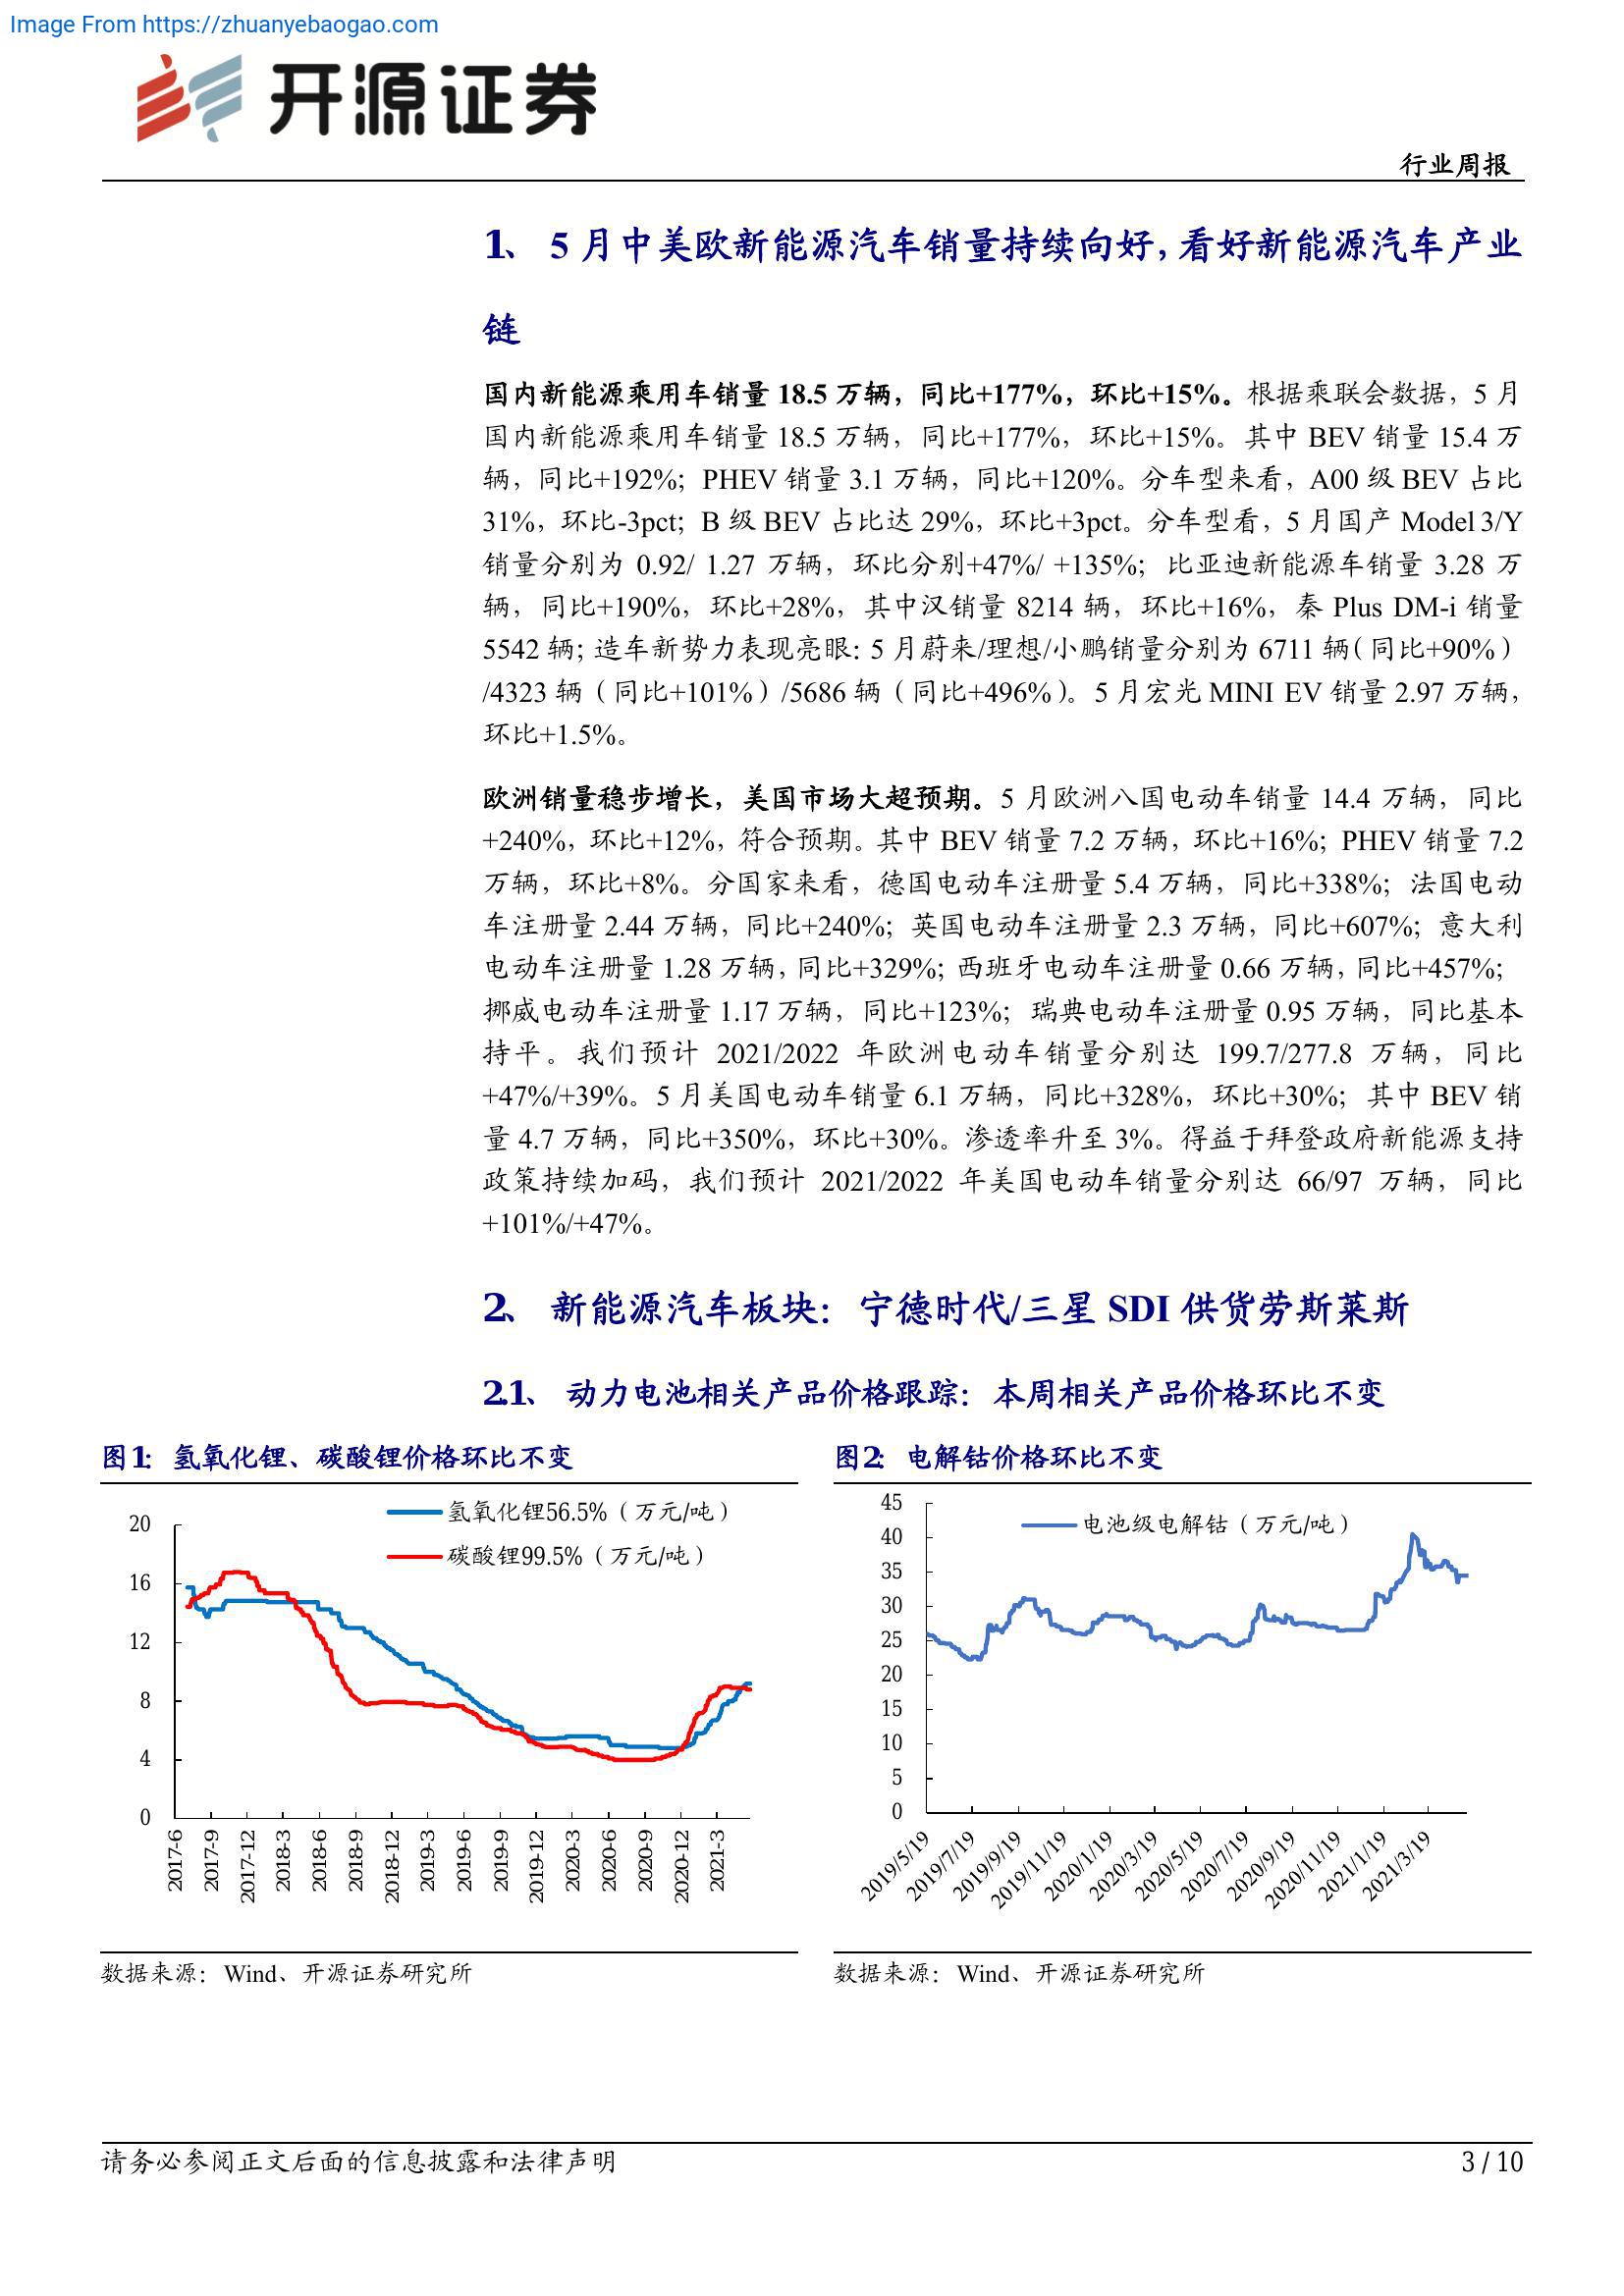 Image From https://zhuanyebaogao.com
开源证券
行业周报
1、 5 月中美欧新能源汽车销量持续向好，看好新能源汽车产业
链
国内新能源乘用车销量 18.5 万辆，同比+177%，环比+15%。根据乘联会数据，5 月
国内新能源乘用车销量 18.5 万辆，同比+177%，环比+15%。其中 BEV 销量 15.4 万
辆，同比+192%；PHEV 销量 3.1 万辆，同比+120%。分车型来看，A00 级 BEV 占比
31%，环比-3pct；B 级 BEV 占比达 29%，环比+3pct。分车型看，5 月国产 Model 3/Y
销量分别为 0.92/ 1.27 万辆，环比分别+47%/ +135%；比亚迪新能源车销量 3.28 万
辆，同比+190%，环比+28%，其中汉销量 8214 辆，环比+16%，秦 Plus DM-i 销量
5542 辆；造车新势力表现亮眼：5 月蔚来/理想/小鹏销量分别为 6711 辆（同比+90%）
/4323 辆（同比+101%）/5686 辆（同比+496%）。5 月宏光 MINI EV 销量 2.97 万辆，
环比+1.5%。
欧洲销量稳步增长，美国市场大超预期。5 月欧洲八国电动车销量 14.4 万辆，同比
+240%，环比+12%，符合预期。其中 BEV 销量 7.2 万辆，环比+16%；PHEV 销量 7.2
万辆，环比+8%。分国家来看，德国电动车注册量 5.4 万辆，同比+338%；法国电动
车注册量 2.44 万辆，同比+240%；英国电动车注册量 2.3 万辆，同比+607%；意大利
电动车注册量 1.28 万辆，同比+329%；西班牙电动车注册量 0.66 万辆，同比+457%；
挪威电动车注册量 1.17 万辆，同比+123%；瑞典电动车注册量 0.95 万辆，同比基本
持平。我们预计 2021/2022 年欧洲电动车销量分别达 199.7/277.8 万辆，同比
+47%/+39%。5 月美国电动车销量 6.1 万辆，同比+328%，环比+30%；其中 BEV 销
量 4.7 万辆，同比+350%，环比+30%。渗透率升至 3%。得益于拜登政府新能源支持
政策持续加码，我们预计 2021/2022 年美国电动车销量分别达 66/97 万辆，同比
+101%/+47%。
2、 新能源汽车板块：宁德时代/三星 SDI 供货劳斯莱斯
2.1、 动力电池相关产品价格跟踪：本周相关产品价格环比不变
图1：氢氧化锂、碳酸锂价格环比不变
氢氧化锂56.5%（万元/吨）
碳酸锂99.5%（万元/吨）
20
16
12
8
4
0
2017-6
2017-9
2017-12
2018-3
2018-6
2018-9
2018-12
2019-3
2019-6
2019-9
2019-12
2020-3
2020-6
2020-9
2020-12
2021-3
数据来源：Wind、开源证券研究所
图2：电解钴价格环比不变
电池级电解钴（万元/吨）
45
40
35
30
25
20
15
10
5
0
2019/5/19
2019/7/19
2019/9/19
2019/11/19
2020/1/19
2020/3/19
2020/5/19
2020/7/19
2020/9/19
2020/11/19
2021/1/19
2021/3/19
数据来源：Wind、开源证券研究所
请务必参阅正文后面的信息披露和法律声明
3 / 10